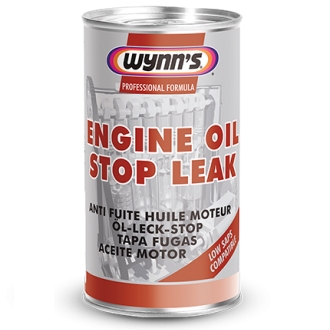 WYNN'S
PROFESSIONAL FORMULA
ENGINE OIL
STOP LEAK
ANTI FUITE HUILE MOTEUR
ÖL-LECK-STOP
TAPA FUGAS
ACEITE MOTOR
LOW SAPS
COMPATIBLE